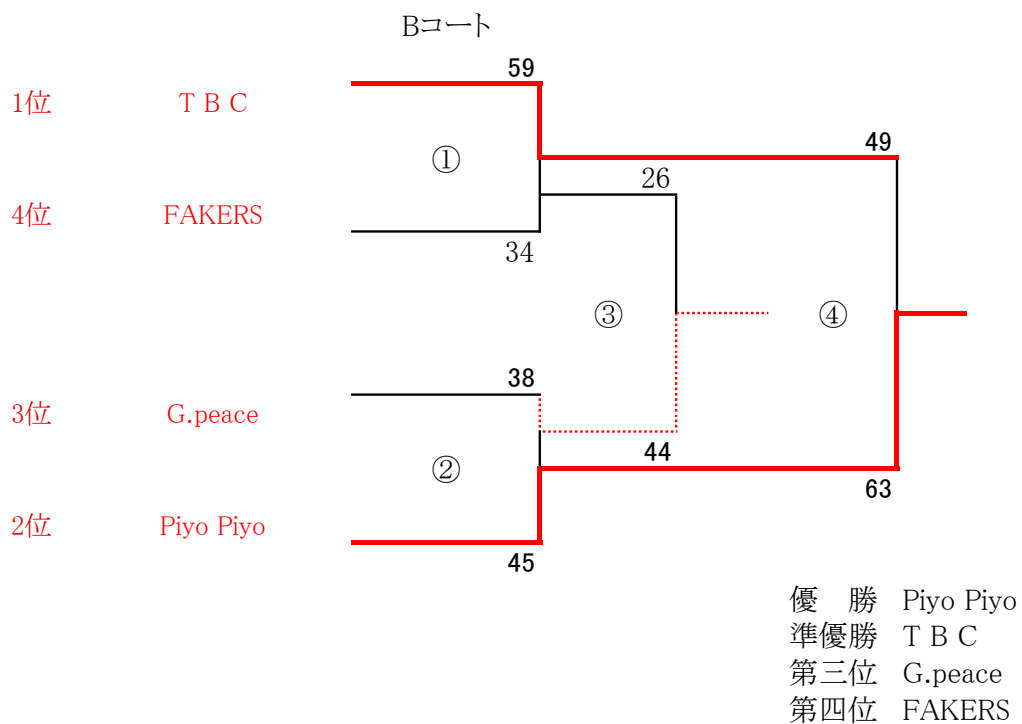 Bコート
59
1位 T B C
49
①
26
4位 FAKERS
34
③ ④
38
3位 G.peace
44
②
63
2位 Piyo Piyo
45
優 勝 Piyo Piyo
準優勝 T B C
第三位 G.peace
第四位 FAKERS